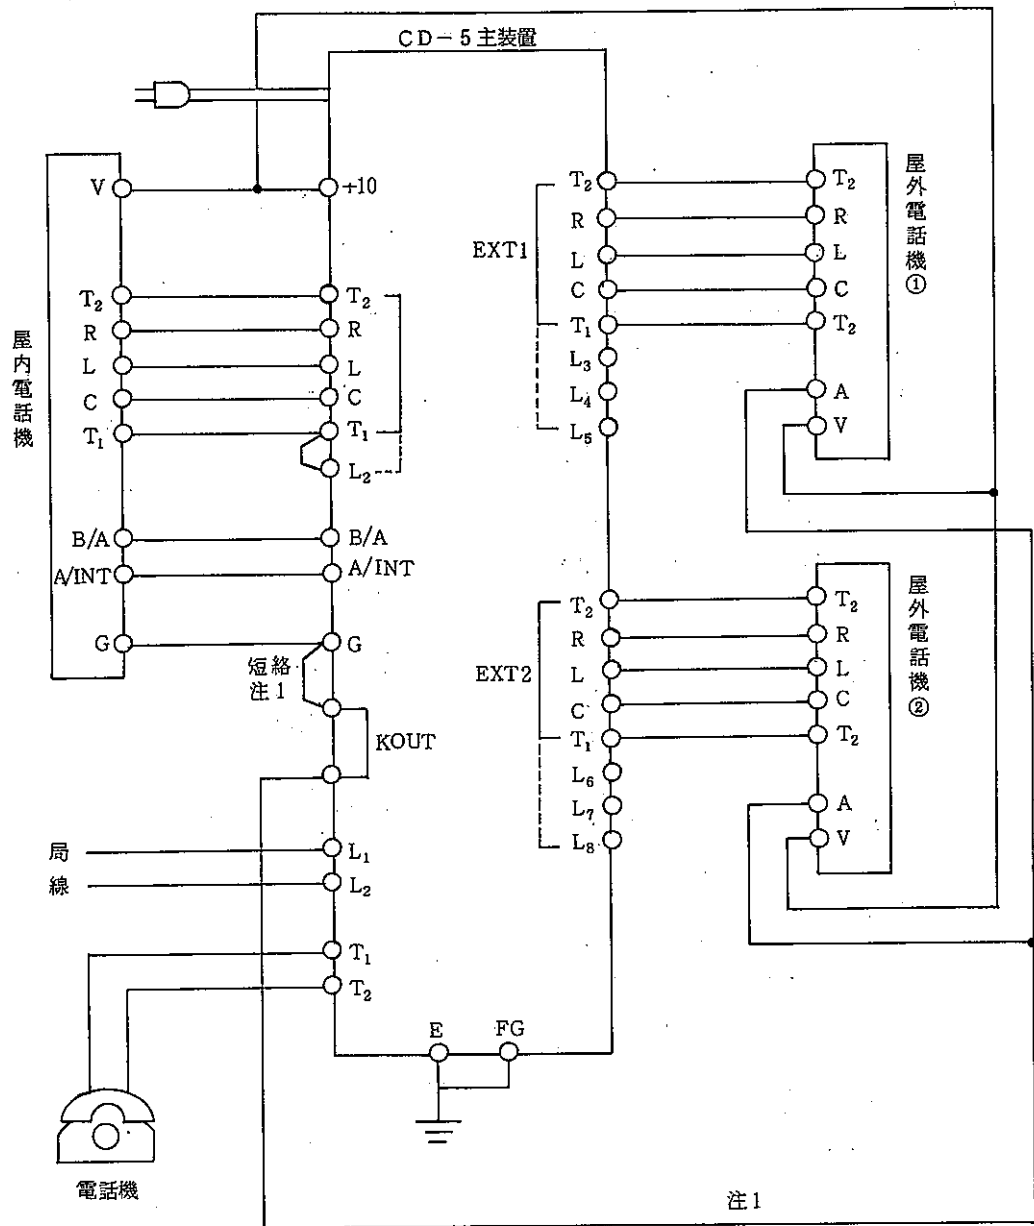 CD-5主装置
屋内電話機
V
T₂
R
L
C
T₁
B/A
A/INT
G
+10
T₂
R
L
C
T₁
L₂
B/A
A/INT
G
短絡
注1
KOUT
局
線
L₁
L₂
T₁
T₂
電話機
E
FG
EXT1
T₂
R
L
C
T₁
L₃
L₄
L₅
T₂
R
L
C
T₂
A
V
屋外電話機①
EXT2
T₂
R
L
C
T₁
L₆
L₇
L₈
T₂
R
L
C
T₂
A
V
屋外電話機②
注1